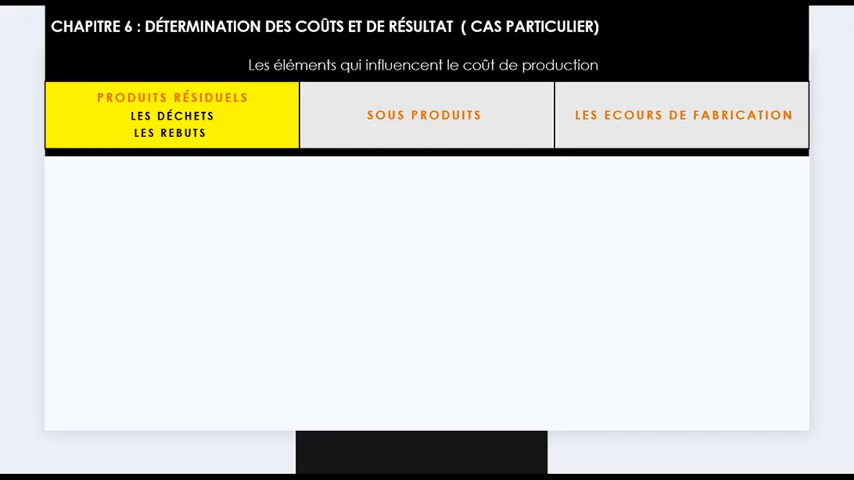 CHAPITRE 6 : DÉTERMINATION DES COÛTS ET DE RÉSULTAT ( CAS PARTICULIER)
Les éléments qui influencent le coût de production
PRODUITS RÉSIDUELS
LES DÉCHETS
LES REBUTS
SOUS PRODUITS
LES ECOURS DE FABRICATION